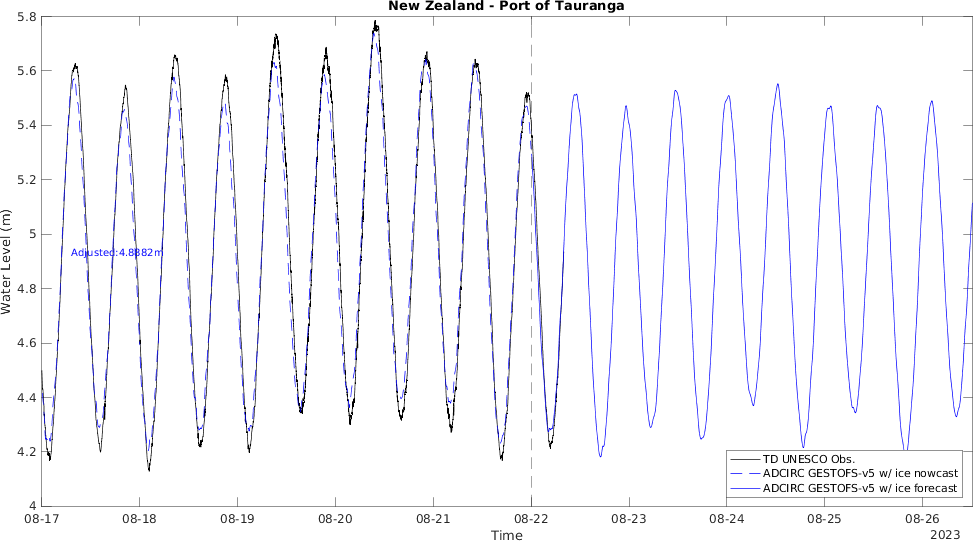 New Zealand - Port of Tauranga
Water Level (m)
5.8
5.6
5.4
5.2
5
4.8
4.6
4.4
4.2
4
Adjusted:4.8382m
TD UNESCO Obs.
ADCIRC GESTOFS-v5 w/ ice nowcast
ADCIRC GESTOFS-v5 w/ ice forecast
08-17 08-18 08-19 08-20 08-21 08-22 08-23 08-24 08-25 08-26
Time
2023